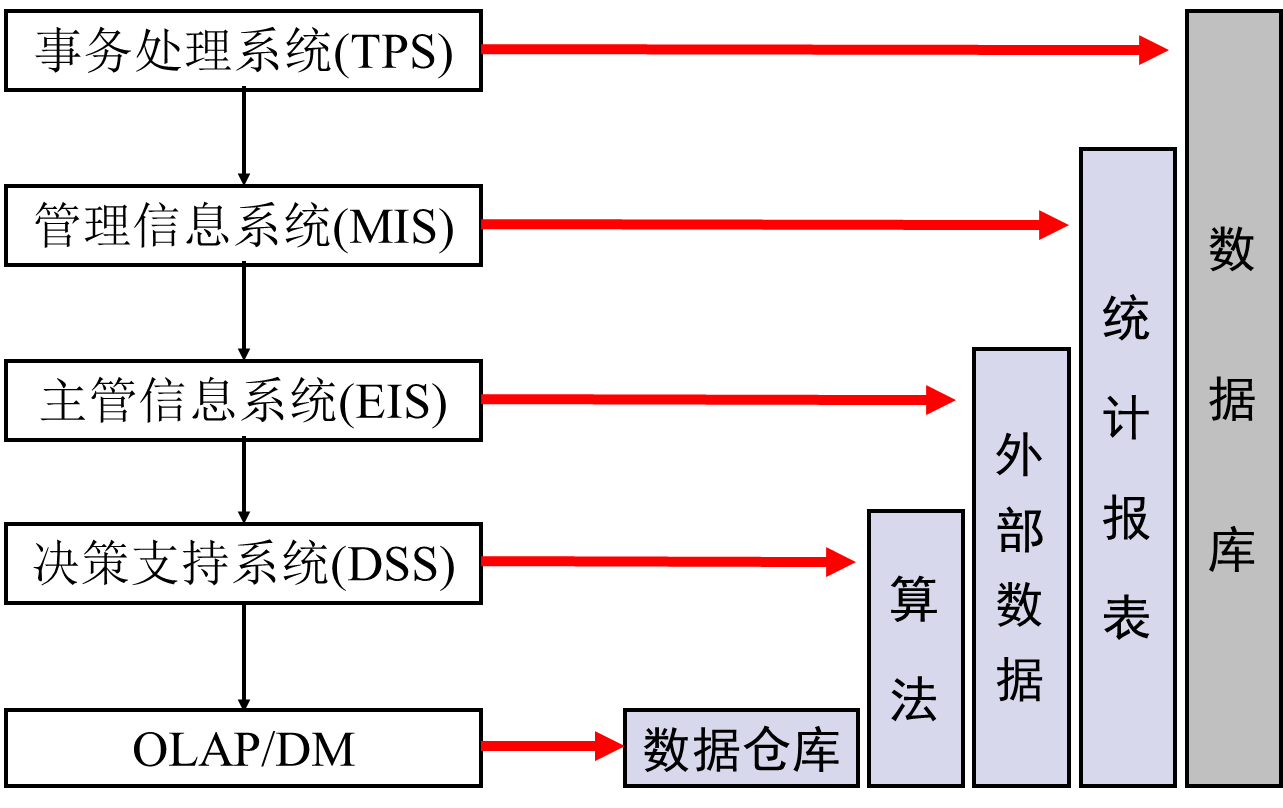 事务处理系统(TPS)
管理信息系统(MIS)
主管信息系统(EIS)
决策支持系统(DSS)
OLAP/DM
数据仓库
算法
外部数据
统计报表
数据库